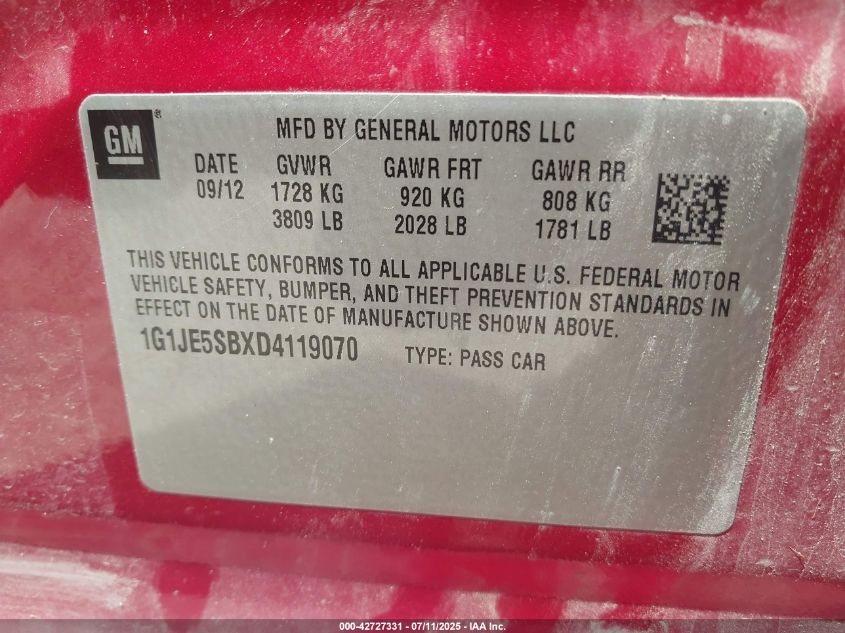 GM ®
MFD BY GENERAL MOTORS LLC
DATE GVWR GAWR FRT GAWR RR
09/12 1728 KG 920 KG 808 KG
3809 LB 2028 LB 1781 LB
THIS VEHICLE CONFORMS TO ALL APPLICABLE U.S. FEDERAL MOTOR
VEHICLE SAFETY, BUMPER, AND THEFT PREVENTION STANDARDS IN
EFFECT ON THE DATE OF MANUFACTURE SHOWN ABOVE.
1G1JE5SBXD4119070 TYPE: PASS CAR
000-42727331 - 07/11/2025 - IAA Inc.